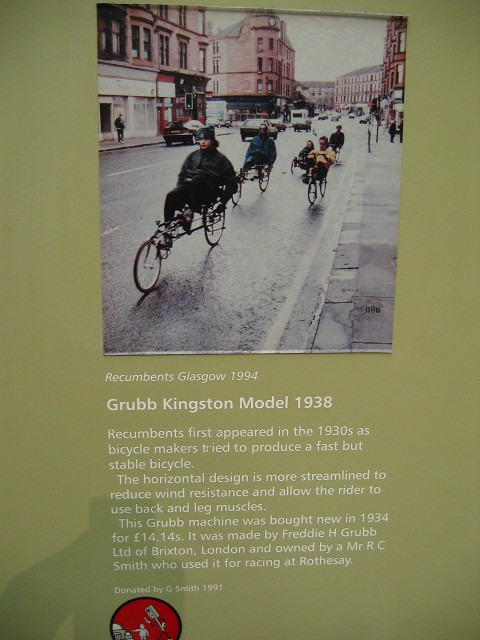 Recumbents Glasgow 1994
Grubb Kingston Model 1938
Recumbents first appeared in the 1930s as
bicycle makers tried to produce a fast but
stable bicycle.
The horizontal design is more streamlined to
reduce wind resistance and allow the rider to
use back and leg muscles.
This Grubb machine was bought new in 1934
for £14.14s. It was made by Freddie H Grubb
Ltd of Brixton, London and owned by a Mr R C
Smith who used it for racing at Rothesay.
Donated by G Smith 1991